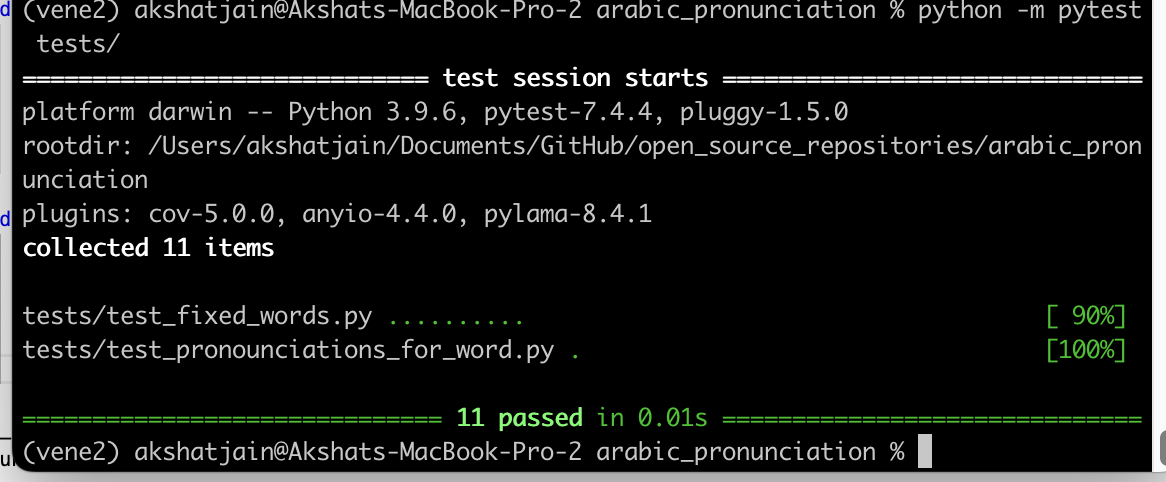 (vene2) akshatjain@Akshats-MacBook-Pro-2 arabic_pronunciation % python -m pytest
tests/
============================= test session starts ==============================
platform darwin -- Python 3.9.6, pytest-7.4.4, pluggy-1.5.0
rootdir: /Users/akshatjain/Documents/GitHub/open_source_repositories/arabic_pron
unciation
plugins: cov-5.0.0, anyio-4.4.0, pylama-8.4.1
collected 11 items
tests/test_fixed_words.py .......... [ 90%]
tests/test_pronounciations_for_word.py . [100%]
============================== 11 passed in 0.01s ==============================
(vene2) akshatjain@Akshats-MacBook-Pro-2 arabic_pronunciation %